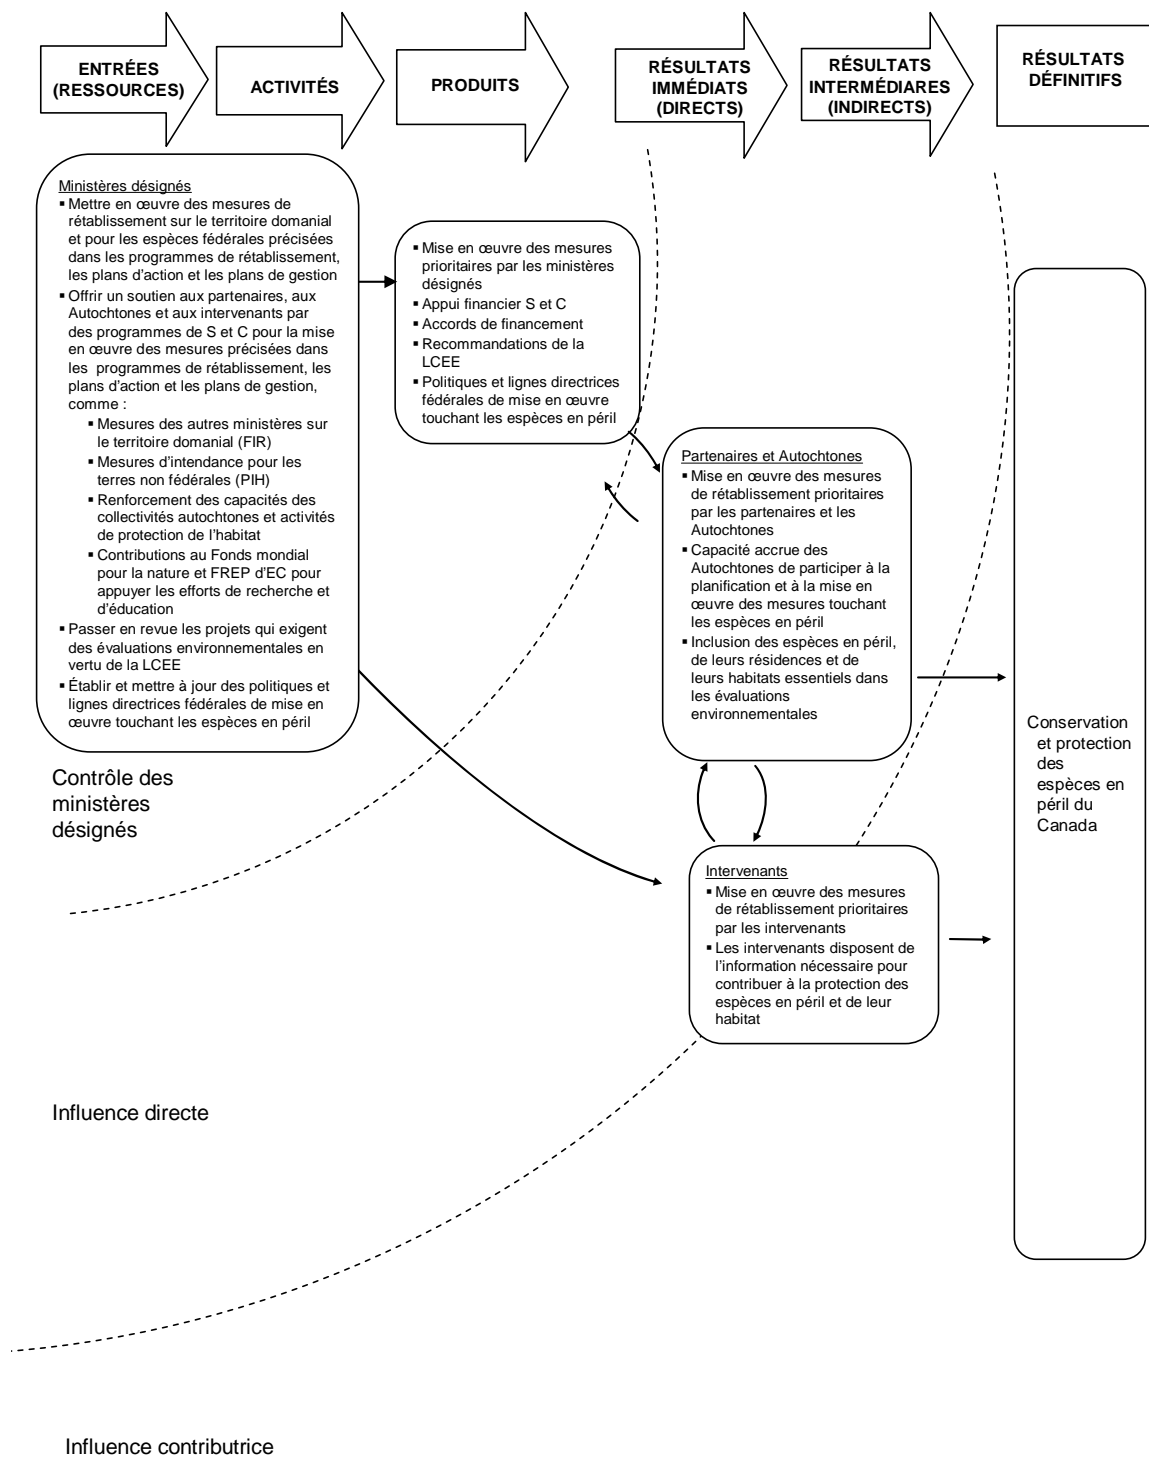 ENTRÉES
(RESSOURCES)
ACTIVITÉS
PRODUITS
RÉSULTATS
IMMÉDIATS
(DIRECTS)
RÉSULTATS
INTERMÉDIARES
(INDIRECTS)
RÉSULTATS
DÉFINITIFS
Ministères désignés
▪ Mettre en œuvre des mesures de
rétablissement sur le territoire domanial
et pour les espèces fédérales précisées
dans les programmes de rétablissement,
les plans d'action et les plans de gestion
▪ Offrir un soutien aux partenaires, aux
Autochtones et aux intervenants par
des programmes de S et C pour la mise
en œuvre des mesures précisées dans
les programmes de rétablissement, les
plans d'action et les plans de gestion,
comme :
▪ Mesures des autres ministères sur
le territoire domanial (FIR)
▪ Mesures d'intendance pour les
terres non fédérales (PIH)
▪ Renforcement des capacités des
collectivités autochtones et activités
de protection de l'habitat
▪ Contributions au Fonds mondial
pour la nature et FREP d'EC pour
appuyer les efforts de recherche et
d'éducation
▪ Passer en revue les projets qui exigent
des évaluations environnementales en
vertu de la LCEE
▪ Établir et mettre à jour des politiques et
lignes directrices fédérales de mise en
œuvre touchant les espèces en péril
▪ Mise en œuvre des mesures
prioritaires par les ministères
désignés
▪ Appui financier S et C
▪ Accords de financement
▪ Recommandations de la
LCEE
▪ Politiques et lignes directrices
fédérales de mise en œuvre
touchant les espèces en péril
Partenaires et Autochtones
▪ Mise en œuvre des mesures
de rétablissement prioritaires
par les partenaires et les
Autochtones
▪ Capacité accrue des
Autochtones de participer à la
planification et à la mise en
œuvre des mesures touchant
les espèces en péril
▪ Inclusion des espèces en péril,
de leurs résidences et de
leurs habitats essentiels dans
les évaluations
environnementales
Intervenants
▪ Mise en œuvre des mesures
de rétablissement prioritaires
par les intervenants
▪ Les intervenants disposent de
l'information nécessaire pour
contribuer à la protection des
espèces en péril et de leur
habitat
Conservation
et protection
des
espèces en
péril du
Canada
Contrôle des
ministères
désignés
Influence directe
Influence contributrice